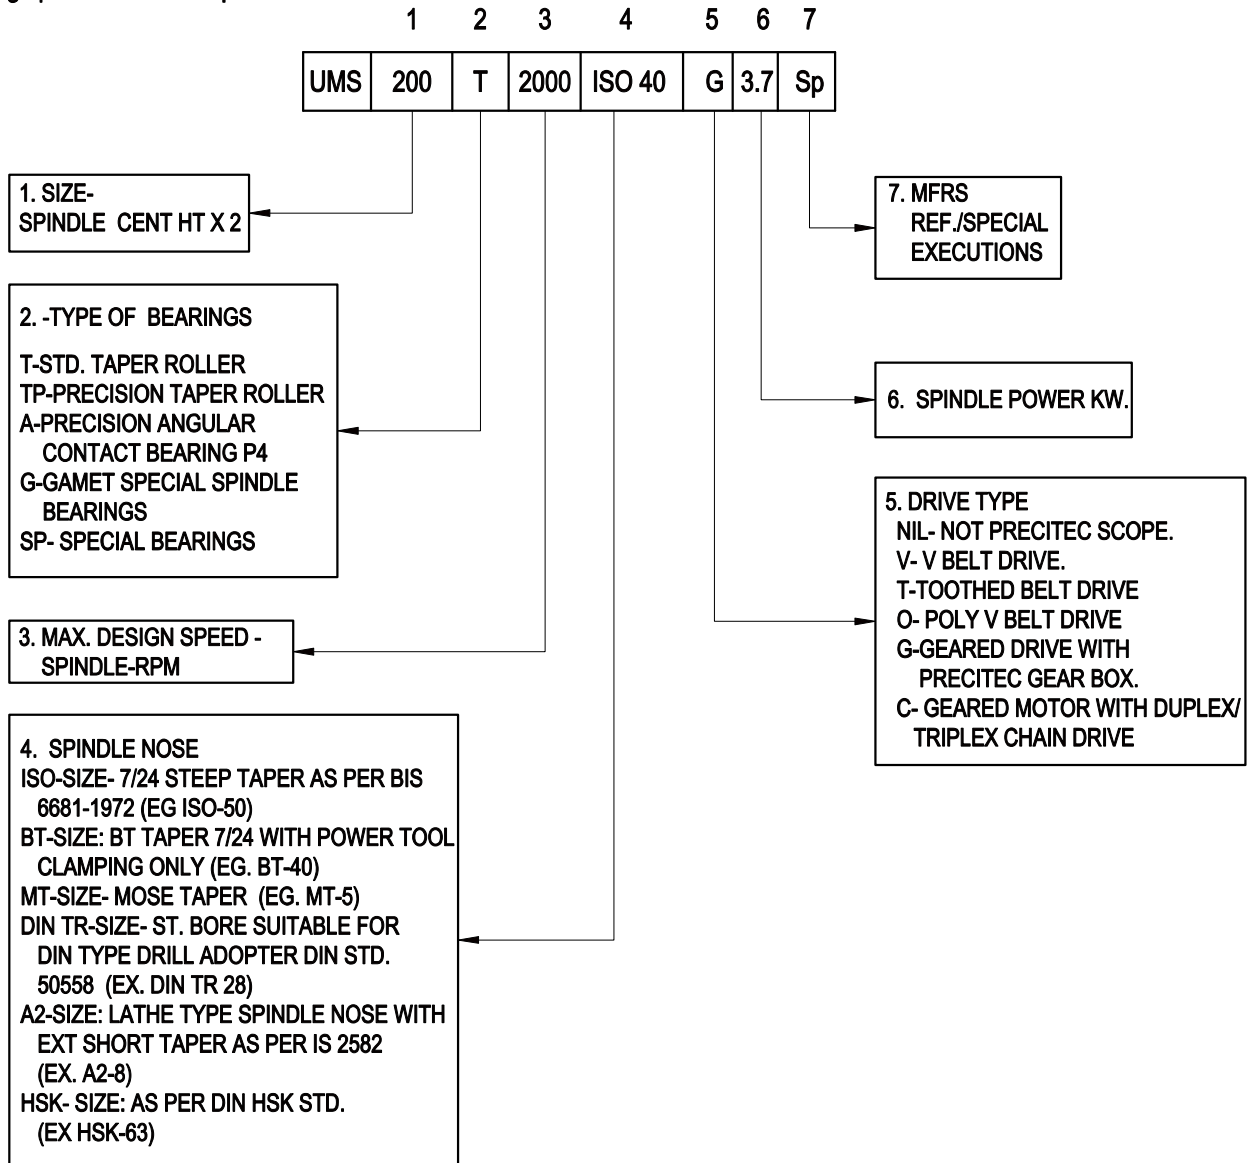 1 2 3 4 5 6 7
UMS 200 T 2000 ISO 40 G 3.7 Sp
1. SIZE-
SPINDLE CENT HT X 2
2. -TYPE OF BEARINGS
T-STD. TAPER ROLLER
TP-PRECISION TAPER ROLLER
A-PRECISION ANGULAR
CONTACT BEARING P4
G-GAMET SPECIAL SPINDLE
BEARINGS
SP- SPECIAL BEARINGS
3. MAX. DESIGN SPEED -
SPINDLE-RPM
4. SPINDLE NOSE
ISO-SIZE- 7/24 STEEP TAPER AS PER BIS
6681-1972 (EG ISO-50)
BT-SIZE: BT TAPER 7/24 WITH POWER TOOL
CLAMPING ONLY (EG. BT-40)
MT-SIZE- MOSE TAPER (EG. MT-5)
DIN TR-SIZE- ST. BORE SUITABLE FOR
DIN TYPE DRILL ADOPTER DIN STD.
50558 (EX. DIN TR 28)
A2-SIZE: LATHE TYPE SPINDLE NOSE WITH
EXT SHORT TAPER AS PER IS 2582
(EX. A2-8)
HSK- SIZE: AS PER DIN HSK STD.
(EX HSK-63)
7. MFRS
REF./SPECIAL
EXECUTIONS
6. SPINDLE POWER KW.
5. DRIVE TYPE
NIL- NOT PRECITEC SCOPE.
V- V BELT DRIVE.
T-TOOTHED BELT DRIVE
O- POLY V BELT DRIVE
G-GEARED DRIVE WITH
PRECITEC GEAR BOX.
C- GEARED MOTOR WITH DUPLEX/
TRIPLEX CHAIN DRIVE